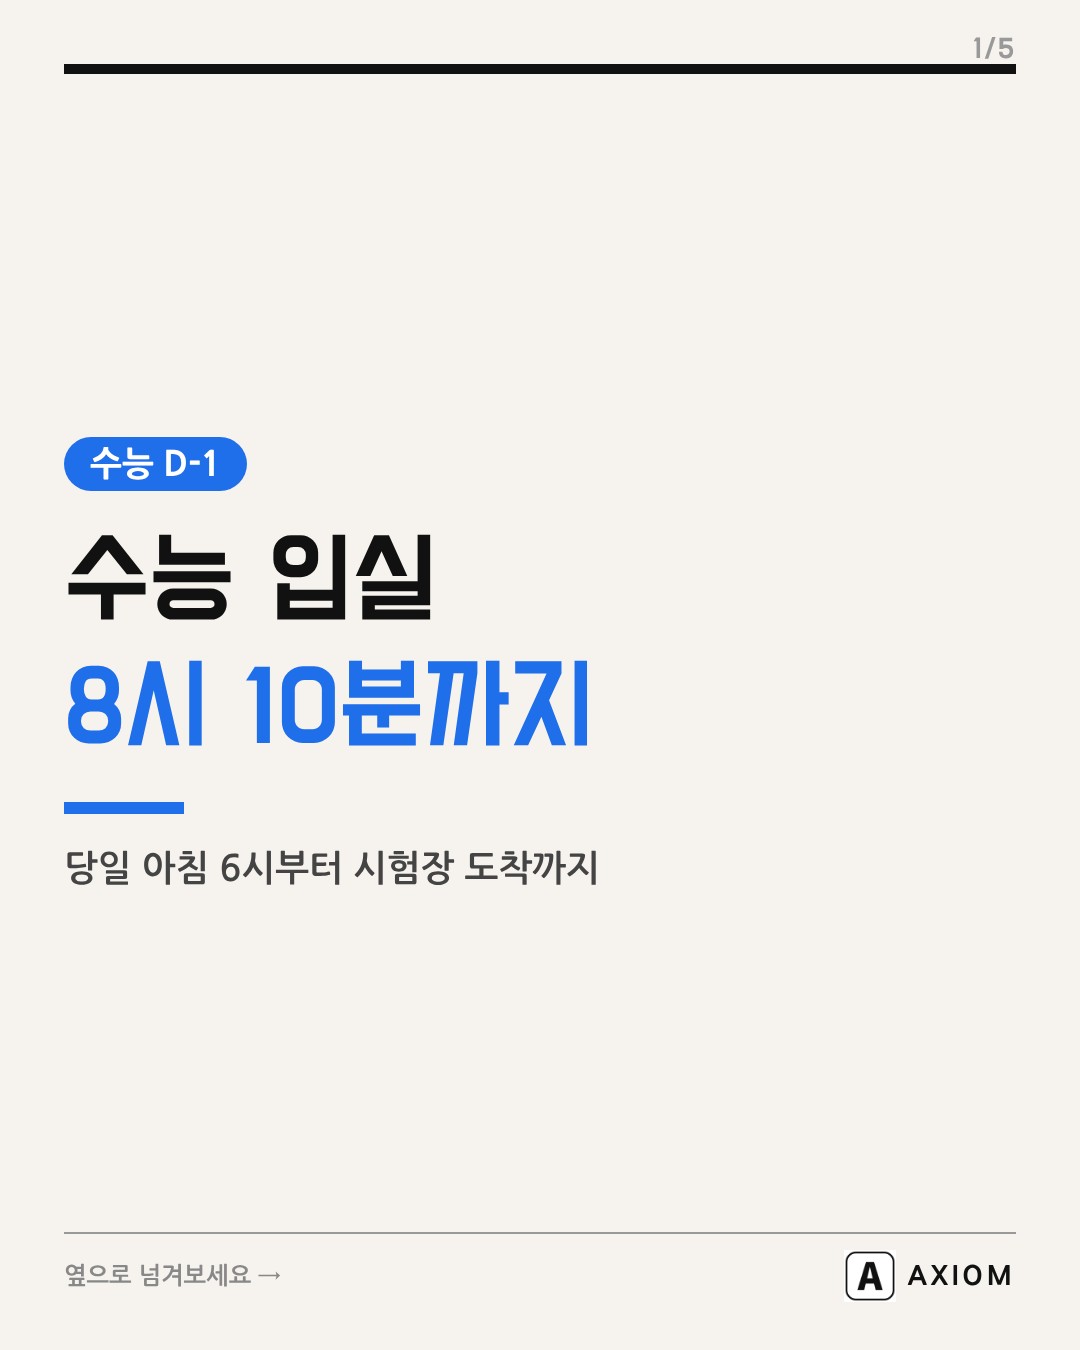 1/5
수능 D-1
수능 입실
8시 10분까지
당일 아침 6시부터 시험장 도착까지
옆으로 넘겨보세요 →
A AXIOM